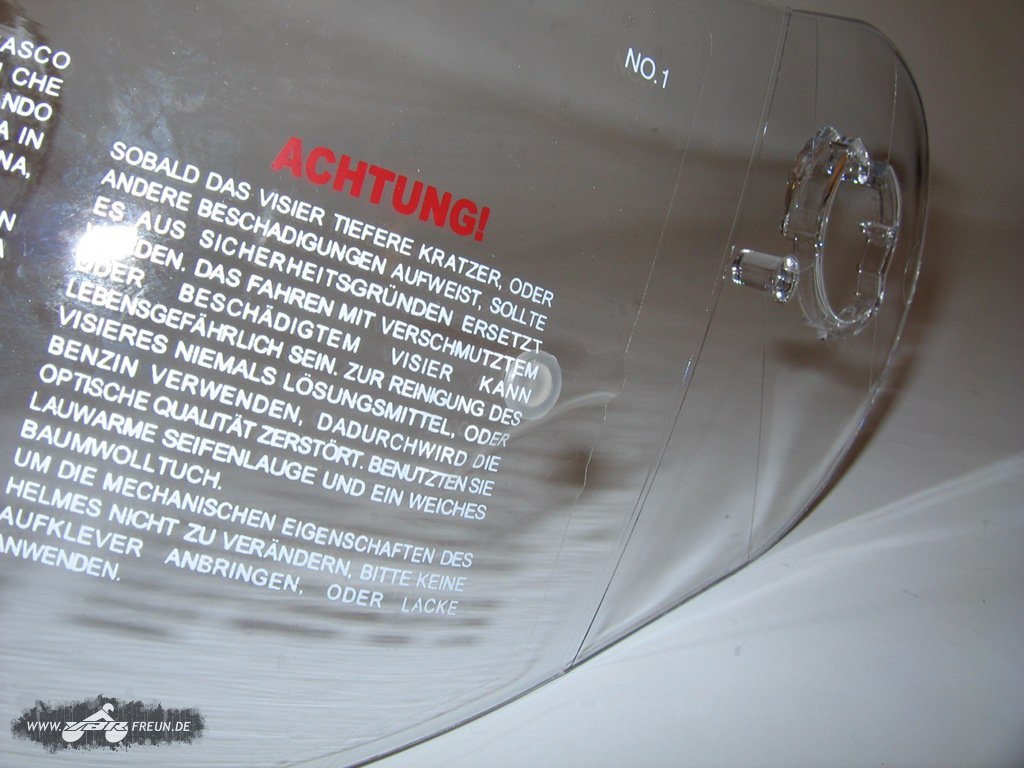 ASCO
CHE
NDO
A IN
NA,
N
A
NO.1
ACHTUNG!
SOBALD DAS VISIER TIEFERE KRATZER, ODER
ANDERE BESCHADIGUNGEN AUFWEIST, SOLLTE
ES AUS SICHERHEITSGRÜNDEN ERSETZT
WERDEN. DAS FAHREN MIT VERSCHMUTZTEM
ODER BESCHÄDIGTEM VISIER KANN
LEBENSGEFÄHRLICH SEIN. ZUR REINIGUNG DES
VISIERES NIEMALS LÖSUNGSMITTEL, ODER
BENZIN VERWENDEN, DADURCHWIRD DIE
OPTISCHE QUALITÄT ZERSTÖRT. BENUTZTEN SIE
LAUWARME SEIFENLAUGE UND EIN WEICHES
BAUMWOLLTUCH.
UM DIE MECHANISCHEN EIGENSCHAFTEN DES
HELMES NICHT ZU VERÄNDERN, BITTE KEINE
AUFKLEVER ANBRINGEN, ODER LACKE
ANWENDEN.
WWW. FREUN.DE